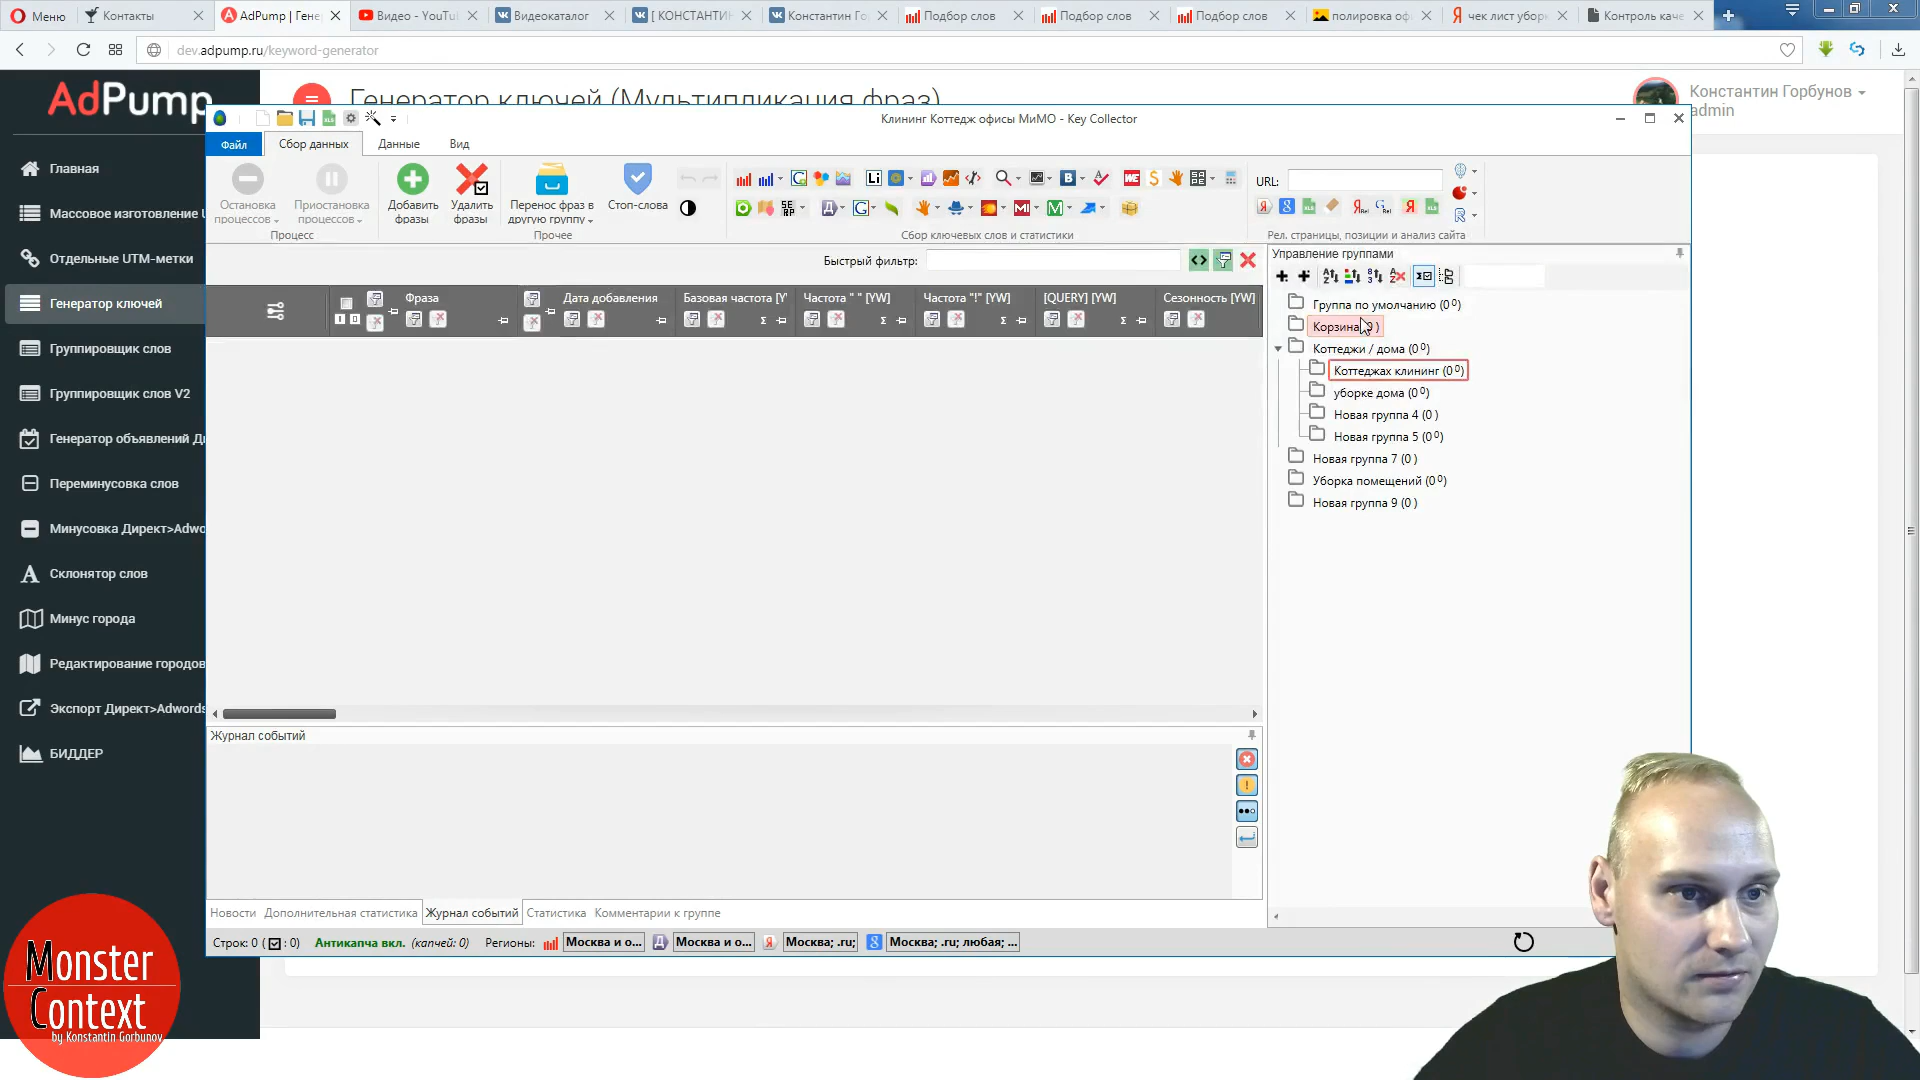 Меню
Контакты
AdPump | Гене
Видео - YouTu
Видеокаталог
[ КОНСТАНТИН
Константин Го
Подбор слов
Подбор слов
Подбор слов
полировка оф
чек лист убор
Контроль каче
dev.adpump.ru/keyword-generator
AdPump
Генератор ключей (Мультипликация фраз)
Константин Горбунов
admin
Главная
Массовое изготовление U
Отдельные UTM-метки
Генератор ключей
Группировщик слов
Группировщик слов V2
Генератор объявлений Ди
Переминусовка слов
Минусовка Директ>Adwo
Склонятор слов
Минус города
Редактирование городов
Экспорт Директ>Adwords
БИДДЕР
Клининг Коттедж офисы МиМО - Key Collector
Файл
Сбор данных
Данные
Вид
Остановка процессов
Приостановка процессов
Добавить фразы
Удалить фразы
Перенос фраз в другую группу
Стоп-слова
URL:
Процесс
Прочее
Сбор ключевых слов и статистики
Рел. страницы, позиции и анализ сайта
Быстрый фильтр:
Фраза
Дата добавления
Базовая частота [Y
Частота " " [YW]
Частота "!" [YW]
[QUERY] [YW]
Сезонность [YW]
Управление группами
Группа по умолчанию (0 0)
Корзина
Коттеджи / дома (0 0)
Коттеджах клининг (0 0)
уборке дома (0 0)
Новая группа 4 (0 )
Новая группа 5 (0 0)
Новая группа 7 (0 )
Уборка помещений (0 0)
Новая группа 9 (0 )
Журнал событий
Новости
Дополнительная статистика
Журнал событий
Статистика
Комментарии к группе
Строк: 0 ( : 0)
Антикапча вкл. (капчей: 0)
Регионы:
Москва и о...
Москва и о...
Москва; .ru;
Москва; .ru; любая; ...
Monster
Context
by Konstantin Gorbunov